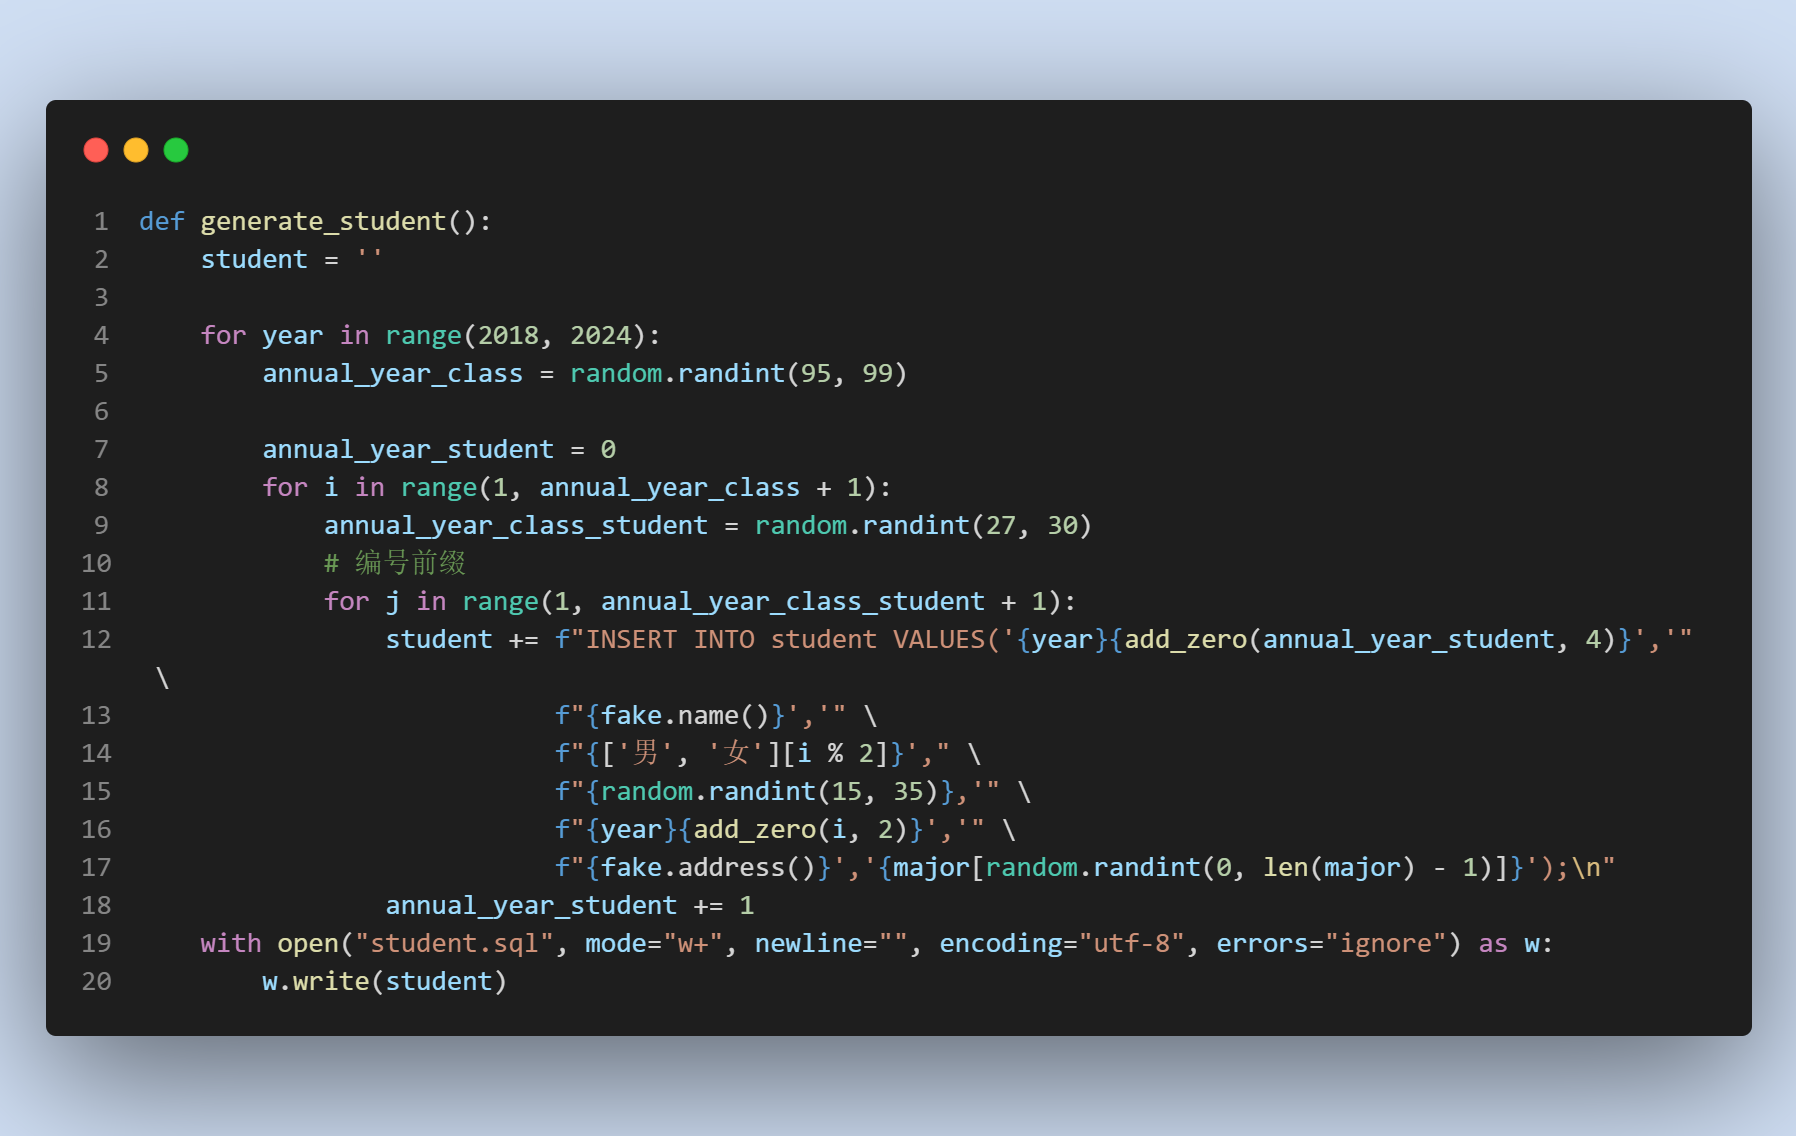 1 def generate_student():
2     student = ''
3
4     for year in range(2018, 2024):
5         annual_year_class = random.randint(95, 99)
6
7         annual_year_student = 0
8         for i in range(1, annual_year_class + 1):
9             annual_year_class_student = random.randint(27, 30)
10             # 编号前缀
11             for j in range(1, annual_year_class_student + 1):
12                 student += f"INSERT INTO student VALUES('{year}{add_zero(annual_year_student, 4)}','"
\
13                            f"{fake.name()}','" \
14                            f"{['男', '女'][i % 2]}'," \
15                            f"{random.randint(15, 35)},'" \
16                            f"{year}{add_zero(i, 2)}','" \
17                            f"{fake.address()}','{major[random.randint(0, len(major) - 1)]}');\n"
18                 annual_year_student += 1
19     with open("student.sql", mode="w+", newline="", encoding="utf-8", errors="ignore") as w:
20         w.write(student)